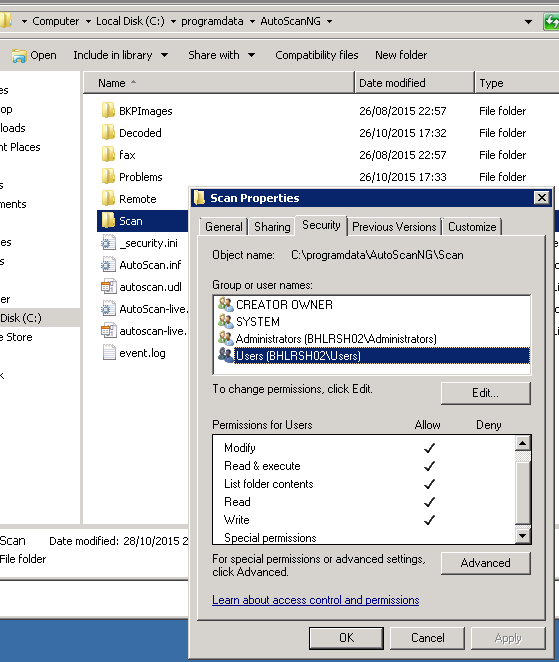 Computer Local Disk (C:) programdata AutoScanNG
Open Include in library Share with Compatibility files New folder
Name Date modified Type
BKPImages 26/08/2015 22:57 File folder
Decoded 26/10/2015 17:32 File folder
fax 26/08/2015 22:57 File folder
Problems 26/10/2015 17:33 File folder
Remote
Scan
_security.ini
AutoScan.inf
autoscan.udl
AutoScan-live.
autoscan-live.
event.log
es
op
loads
nt Places
s
ments
es
s
er
Disk (C:)
e Store
k
Scan Date modified: 28/10/2015 2
File folder
Scan Properties
General Sharing Security Previous Versions Customize
Object name: C:\programdata\AutoScanNG\Scan
Group or user names:
CREATOR OWNER
SYSTEM
Administrators (BHLRSH02\Administrators)
Users (BHLRSH02\Users)
To change permissions, click Edit.
Edit...
Permissions for Users Allow Deny
Modify
Read & execute
List folder contents
Read
Write
Special permissions
For special permissions or advanced settings,
click Advanced.
Advanced
Learn about access control and permissions
OK Cancel Apply